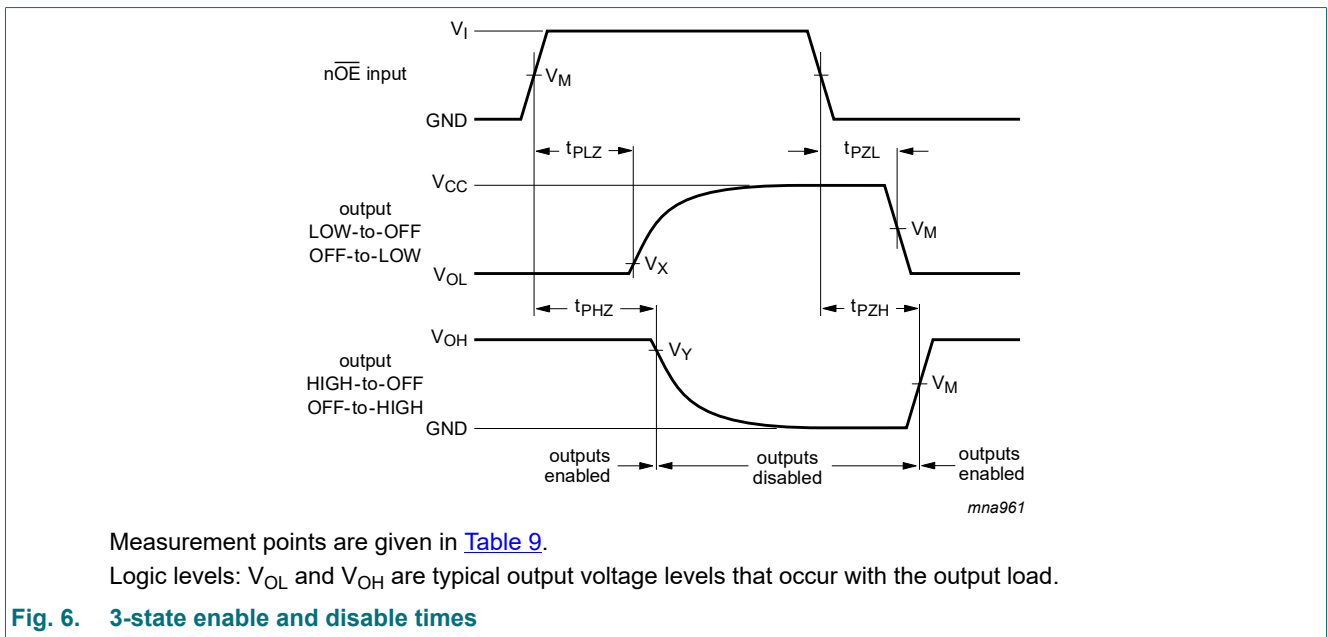 V_I
nOE input
V_M
GND
t_PLZ
t_PZL
V_CC
output
LOW-to-OFF
OFF-to-LOW
V_M
V_X
V_OL
t_PHZ
t_PZH
V_OH
output
HIGH-to-OFF
OFF-to-HIGH
V_Y
V_M
GND
outputs
enabled
outputs
disabled
outputs
enabled
mna961
Measurement points are given in Table 9.
Logic levels: V_OL and V_OH are typical output voltage levels that occur with the output load.
Fig. 6. 3-state enable and disable times